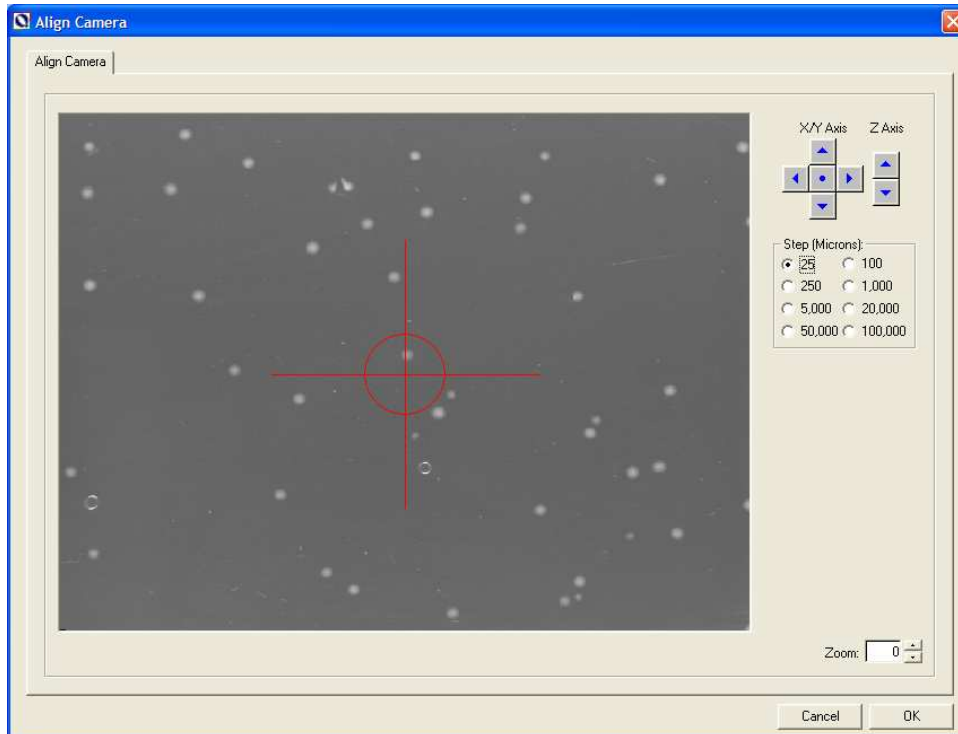 Align Camera
Align Camera
X/Y Axis Z Axis
Step (Microns):
25 100
250 1,000
5,000 20,000
50,000 100,000
Zoom: 0
Cancel OK